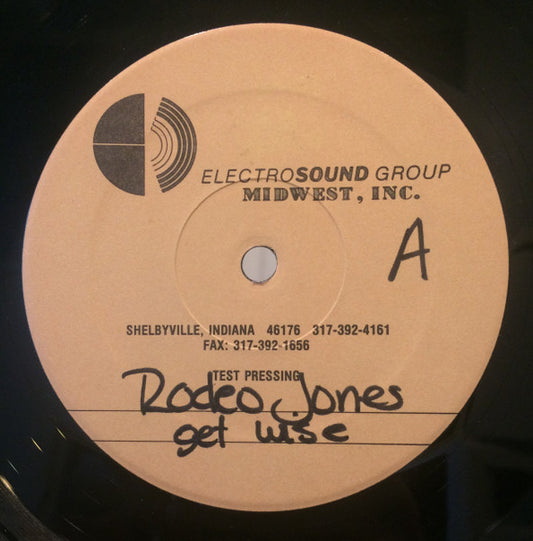 ELECTROSOUND GROUP
MIDWEST, INC.
A
SHELBYVILLE, INDIANA 46176 317-392-4161
FAX: 317-392-1656
TEST PRESSING
Rodeo Jones
get wise